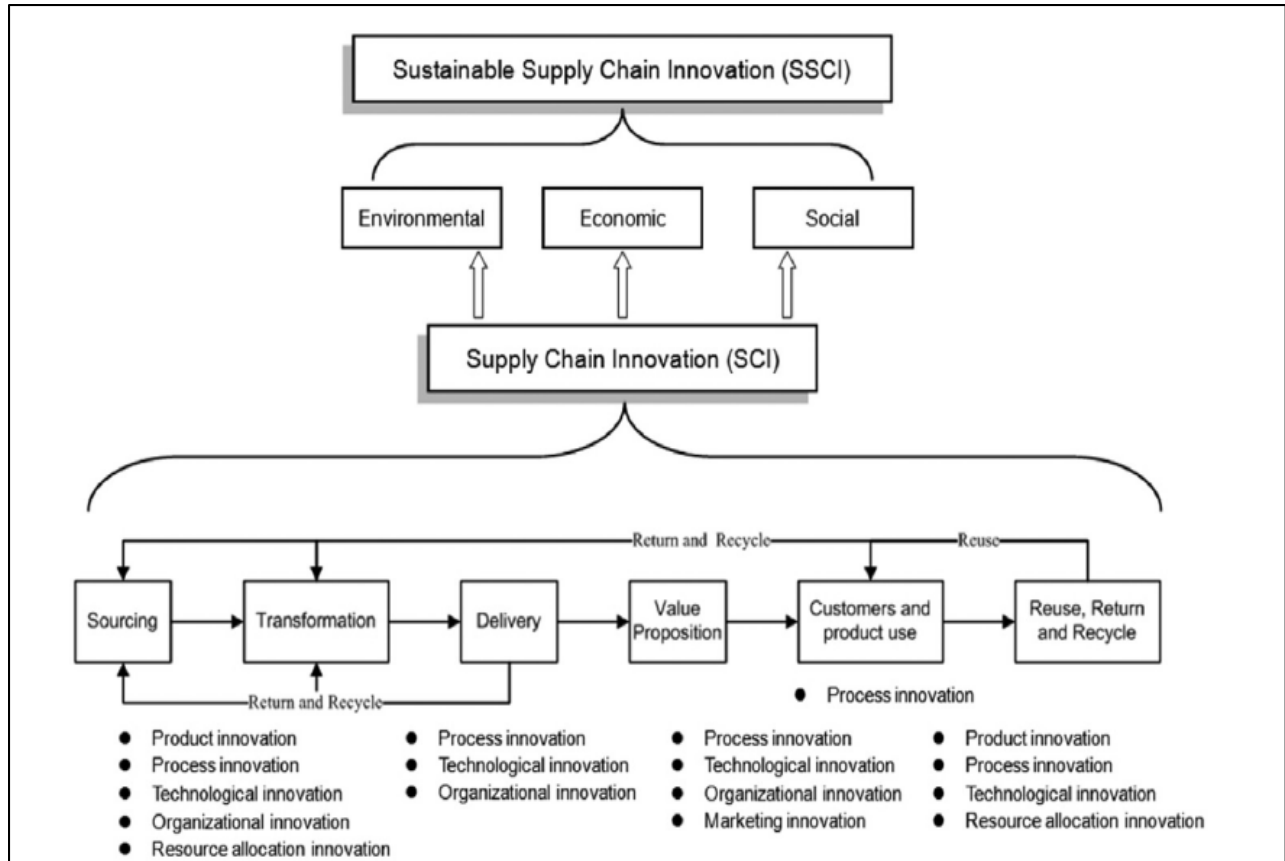 Sustainable Supply Chain Innovation (SSCI)
Environmental
Economic
Social
Supply Chain Innovation (SCI)
Return and Recycle
Reuse
Sourcing
Transformation
Delivery
Value
Proposition
Customers and
product use
Reuse, Return
and Recycle
Return and Recycle
● Process innovation
● Product innovation
● Process innovation
● Technological innovation
● Organizational innovation
● Resource allocation innovation
● Process innovation
● Technological innovation
● Organizational innovation
● Process innovation
● Technological innovation
● Organizational innovation
● Marketing innovation
● Product innovation
● Process innovation
● Technological innovation
● Resource allocation innovation